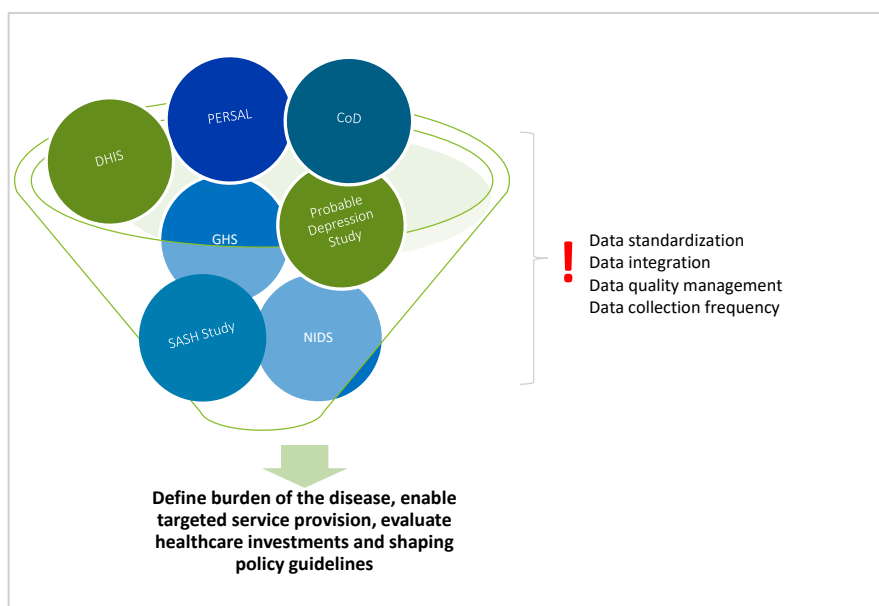 PERSAL
CoD
DHIS
Probable
Depression
Study
GHS
SASH Study
NIDS
!
Data standardization
Data integration
Data quality management
Data collection frequency
Define burden of the disease, enable
targeted service provision, evaluate
healthcare investments and shaping
policy guidelines